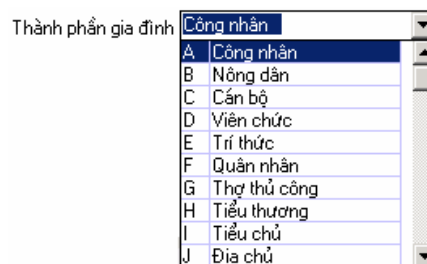 Thành phần gia đình Công nhân
A Công nhân
B Nông dân
C Cán bộ
D Viên chức
E Trí thức
F Quân nhân
G Thợ thủ công
H Tiểu thương
I Tiểu chủ
J Địa chủ